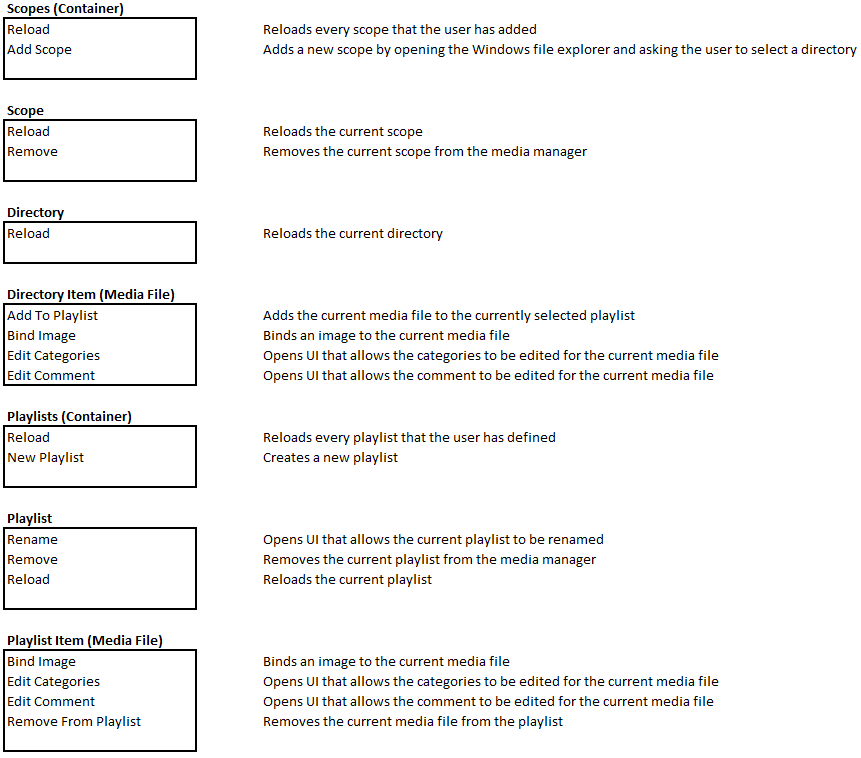 Scopes (Container)
Reload Reloads every scope that the user has added
Add Scope Adds a new scope by opening the Windows file explorer and asking the user to select a directory
Scope
Reload Reloads the current scope
Remove Removes the current scope from the media manager
Directory
Reload Reloads the current directory
Directory Item (Media File)
Add To Playlist Adds the current media file to the currently selected playlist
Bind Image Binds an image to the current media file
Edit Categories Opens UI that allows the categories to be edited for the current media file
Edit Comment Opens UI that allows the comment to be edited for the current media file
Playlists (Container)
Reload Reloads every playlist that the user has defined
New Playlist Creates a new playlist
Playlist
Rename Opens UI that allows the current playlist to be renamed
Remove Removes the current playlist from the media manager
Reload Reloads the current playlist
Playlist Item (Media File)
Bind Image Binds an image to the current media file
Edit Categories Opens UI that allows the categories to be edited for the current media file
Edit Comment Opens UI that allows the comment to be edited for the current media file
Remove From Playlist Removes the current media file from the playlist